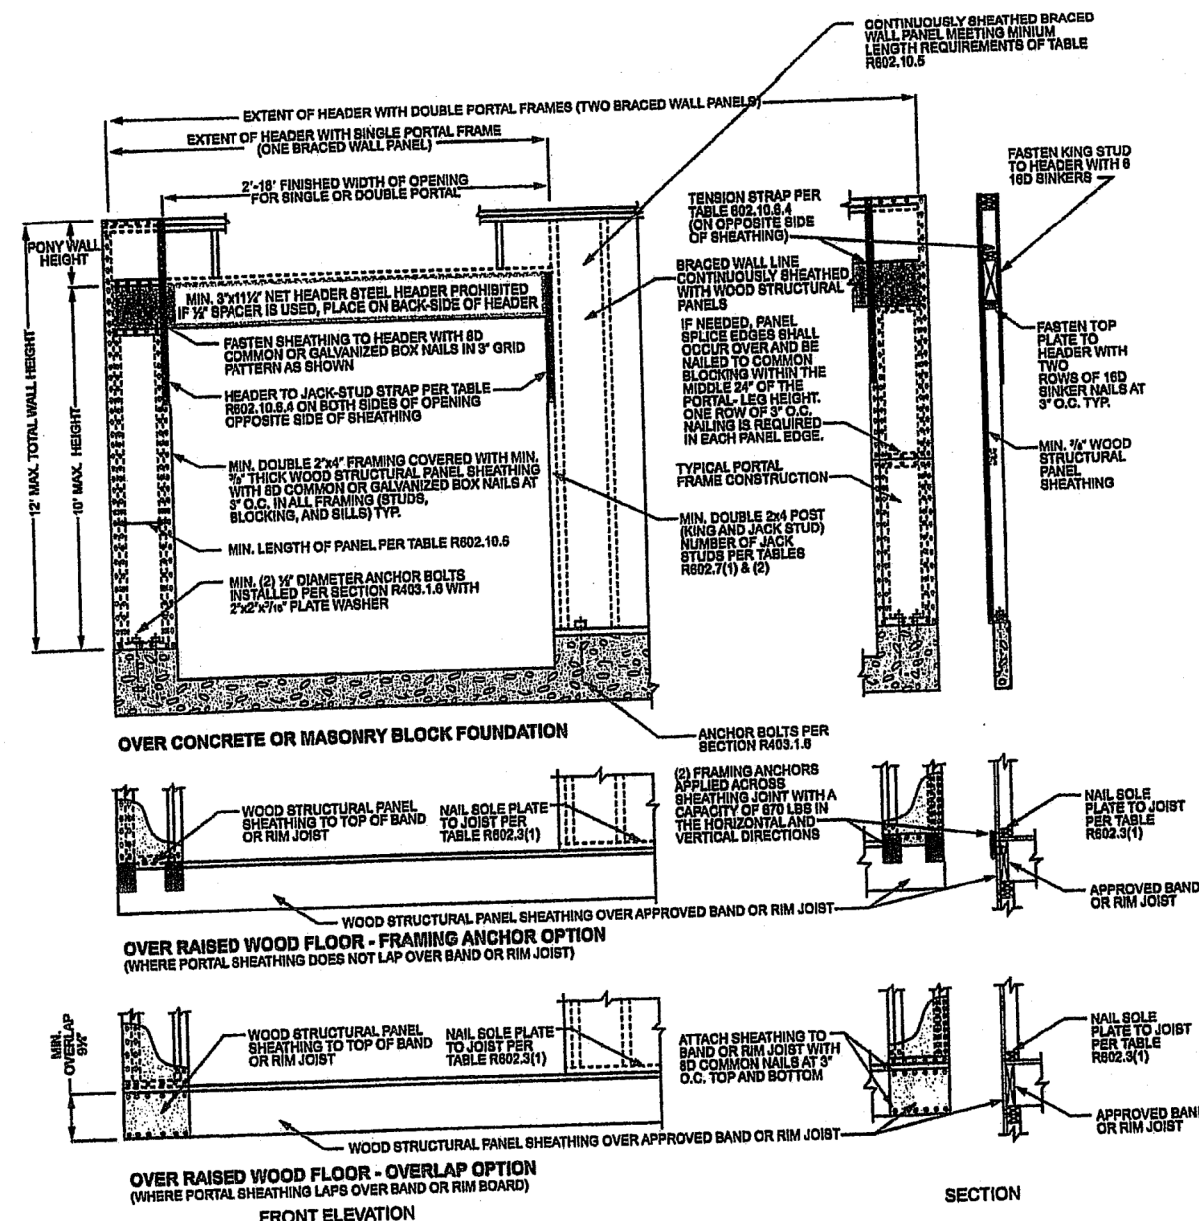 CONTINUOUSLY SHEATHED BRACED
WALL PANEL MEETING MINIUM
LENGTH REQUIREMENTS OF TABLE
R602.10.5
EXTENT OF HEADER WITH DOUBLE PORTAL FRAMES (TWO BRACED WALL PANELS)
EXTENT OF HEADER WITH SINGLE PORTAL FRAME
(ONE BRACED WALL PANEL)
2'-18' FINISHED WIDTH OF OPENING
FOR SINGLE OR DOUBLE PORTAL
FASTEN KING STUD
TO HEADER WITH 6
16D SINKERS
TENSION STRAP PER
TABLE 602.10.6.4
(ON OPPOSITE SIDE
OF SHEATHING)
PONY WALL
HEIGHT
12' MAX. TOTAL WALL HEIGHT
10' MAX. HEIGHT
BRACED WALL LINE
CONTINUOUSLY SHEATHED
WITH WOOD STRUCTURAL
PANELS
MIN. 3"x11¼" NET HEADER STEEL HEADER PROHIBITED
IF ½" SPACER IS USED, PLACE ON BACK-SIDE OF HEADER
FASTEN SHEATHING TO HEADER WITH 8D
COMMON OR GALVANIZED BOX NAILS IN 3" GRID
PATTERN AS SHOWN
HEADER TO JACK-STUD STRAP PER TABLE
R602.10.6.4 ON BOTH SIDES OF OPENING
OPPOSITE SIDE OF SHEATHING
IF NEEDED, PANEL
SPLICE EDGES SHALL
OCCUR OVER AND BE
NAILED TO COMMON
BLOCKING WITHIN THE
MIDDLE 24" OF THE
PORTAL- LEG HEIGHT.
ONE ROW OF 3" O.C.
NAILING IS REQUIRED
IN EACH PANEL EDGE.
FASTEN TOP
PLATE TO
HEADER WITH
TWO
ROWS OF 16D
SINKER NAILS AT
3" O.C. TYP.
MIN. ⅜" WOOD
STRUCTURAL
PANEL
SHEATHING
MIN. DOUBLE 2"x4" FRAMING COVERED WITH MIN.
⅜" THICK WOOD STRUCTURAL PANEL SHEATHING
WITH 8D COMMON OR GALVANIZED BOX NAILS AT
3" O.C. IN ALL FRAMING (STUDS,
BLOCKING, AND SILLS) TYP.
TYPICAL PORTAL
FRAME CONSTRUCTION
MIN. LENGTH OF PANEL PER TABLE R602.10.5
MIN. DOUBLE 2x4 POST
(KING AND JACK STUD)
NUMBER OF JACK
STUDS PER TABLES
R602.7(1) & (2)
MIN. (2) ½" DIAMETER ANCHOR BOLTS
INSTALLED PER SECTION R403.1.6 WITH
2"x2"x³/₁₆" PLATE WASHER
OVER CONCRETE OR MASONRY BLOCK FOUNDATION
ANCHOR BOLTS PER
SECTION R403.1.6
WOOD STRUCTURAL PANEL
SHEATHING TO TOP OF BAND
OR RIM JOIST
NAIL SOLE PLATE
TO JOIST PER
TABLE R602.3(1)
(2) FRAMING ANCHORS
APPLIED ACROSS
SHEATHING JOINT WITH A
CAPACITY OF 670 LBS IN
THE HORIZONTAL AND
VERTICAL DIRECTIONS
NAIL SOLE
PLATE TO JOIST
PER TABLE
R602.3(1)
APPROVED BAND
OR RIM JOIST
WOOD STRUCTURAL PANEL SHEATHING OVER APPROVED BAND OR RIM JOIST
OVER RAISED WOOD FLOOR - FRAMING ANCHOR OPTION
(WHERE PORTAL SHEATHING DOES NOT LAP OVER BAND OR RIM JOIST)
MIN.
OVERLAP
9¼"
WOOD STRUCTURAL PANEL
SHEATHING TO TOP OF BAND
OR RIM JOIST
NAIL SOLE PLATE
TO JOIST PER
TABLE R602.3(1)
ATTACH SHEATHING TO
BAND OR RIM JOIST WITH
8D COMMON NAILS AT 3"
O.C. TOP AND BOTTOM
NAIL SOLE
PLATE TO JOIST
PER TABLE
R602.3(1)
APPROVED BAND
OR RIM JOIST
WOOD STRUCTURAL PANEL SHEATHING OVER APPROVED BAND OR RIM JOIST
OVER RAISED WOOD FLOOR - OVERLAP OPTION
(WHERE PORTAL SHEATHING LAPS OVER BAND OR RIM BOARD)
FRONT ELEVATION
SECTION